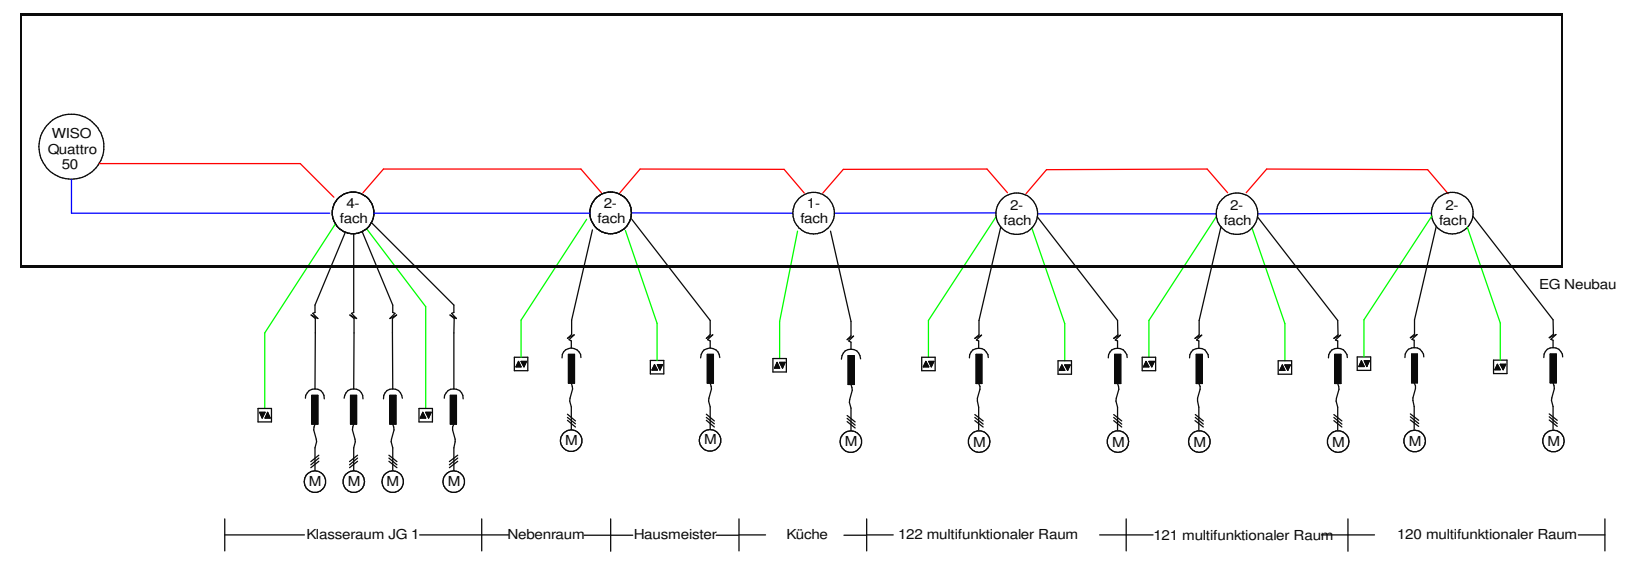 WISO
Quattro
50
4-
fach
2-
fach
1-
fach
2-
fach
2-
fach
2-
fach
EG Neubau
M
M
M
M
M
M
M
M
M
M
M
M
M
Klasseraum JG 1
Nebenraum
Hausmeister
Küche
122 multifunktionaler Raum
121 multifunktionaler Raum
120 multifunktionaler Raum